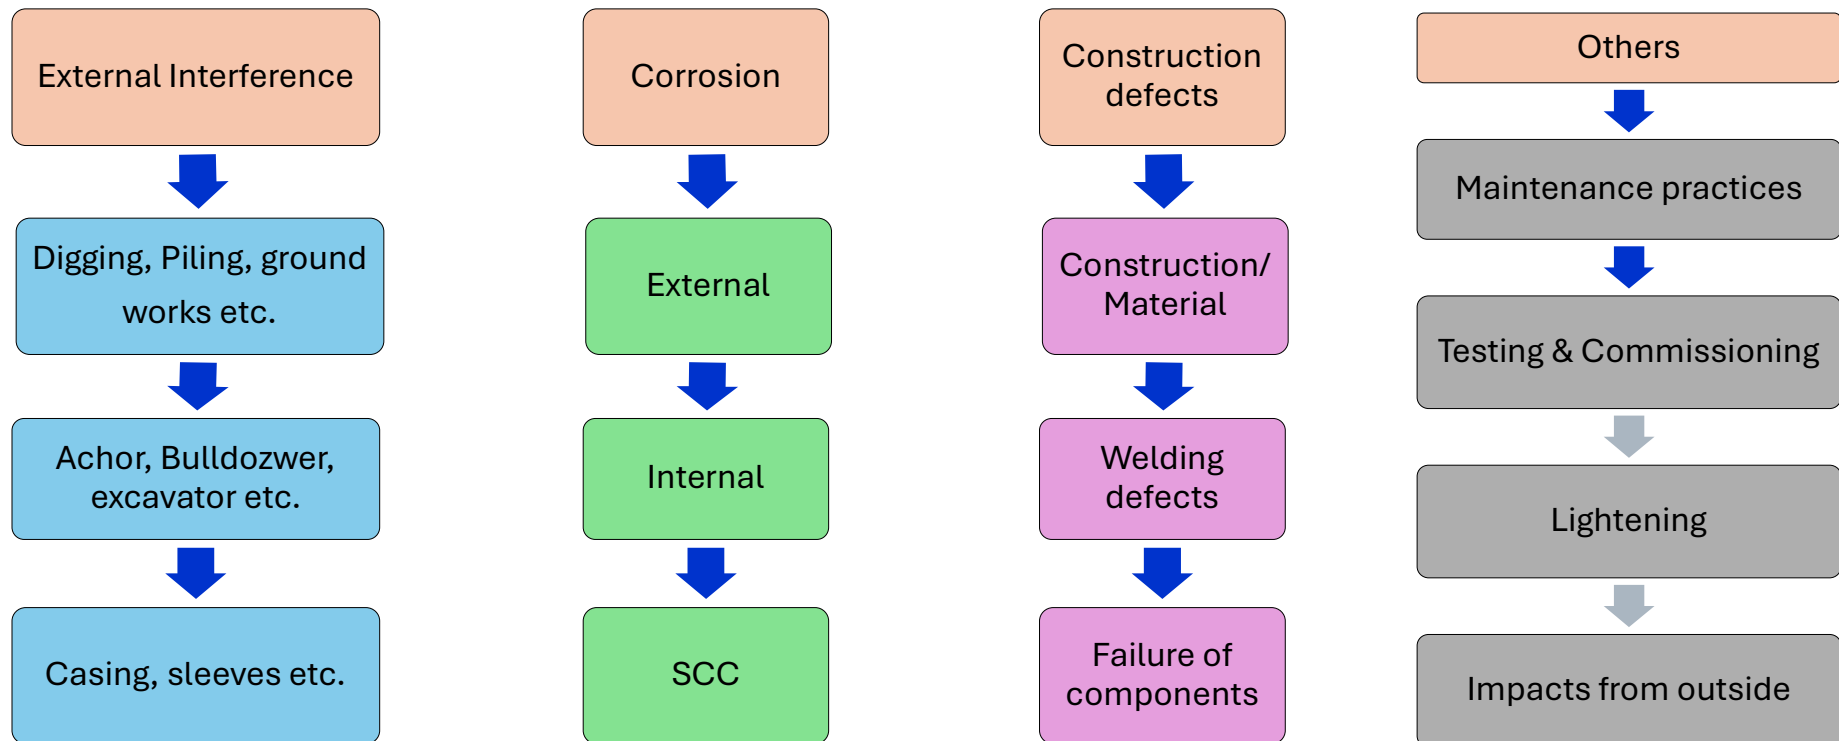 External Interference
Digging, Piling, ground
works etc.
Achor, Bulldozwer,
excavator etc.
Casing, sleeves etc.
Corrosion
External
Internal
SCC
Construction
defects
Construction/
Material
Welding
defects
Failure of
components
Others
Maintenance practices
Testing & Commissioning
Lightening
Impacts from outside